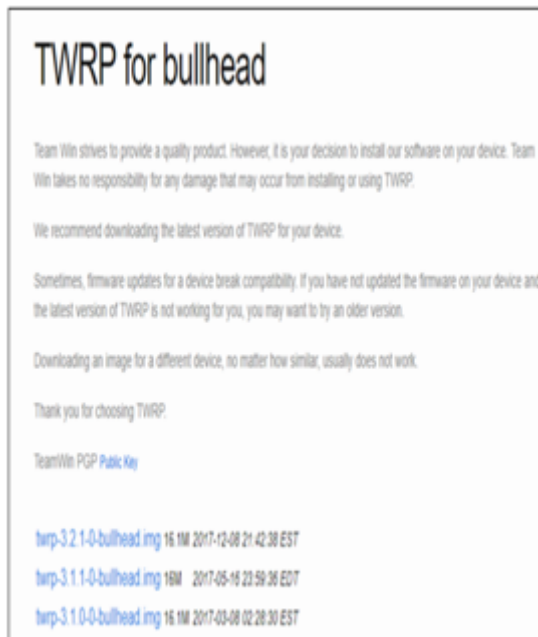 TWRP for bullhead
Team Win strives to provide a quality product. However, it is your decision to install our software on your device. Team
Win takes no responsibility for any damage that may occur from installing or using TWRP.
We recommend downloading the latest version of TWRP for your device.
Sometimes, firmware updates for a device break compatibility. If you have not updated the firmware on your device and
the latest version of TWRP is not working for you, you may want to try an older version.
Downloading an image for a different device, no matter how similar, usually does not work.
Thank you for choosing TWRP.
TeamWin PGP Public Key
twrp-3.2.1-0-bullhead.img 16.1M 2017-12-08 21:42:38 EST
twrp-3.1.1-0-bullhead.img 16M 2017-05-16 23:59:36 EDT
twrp-3.1.0-0-bullhead.img 16.1M 2017-03-08 02:28:30 EST